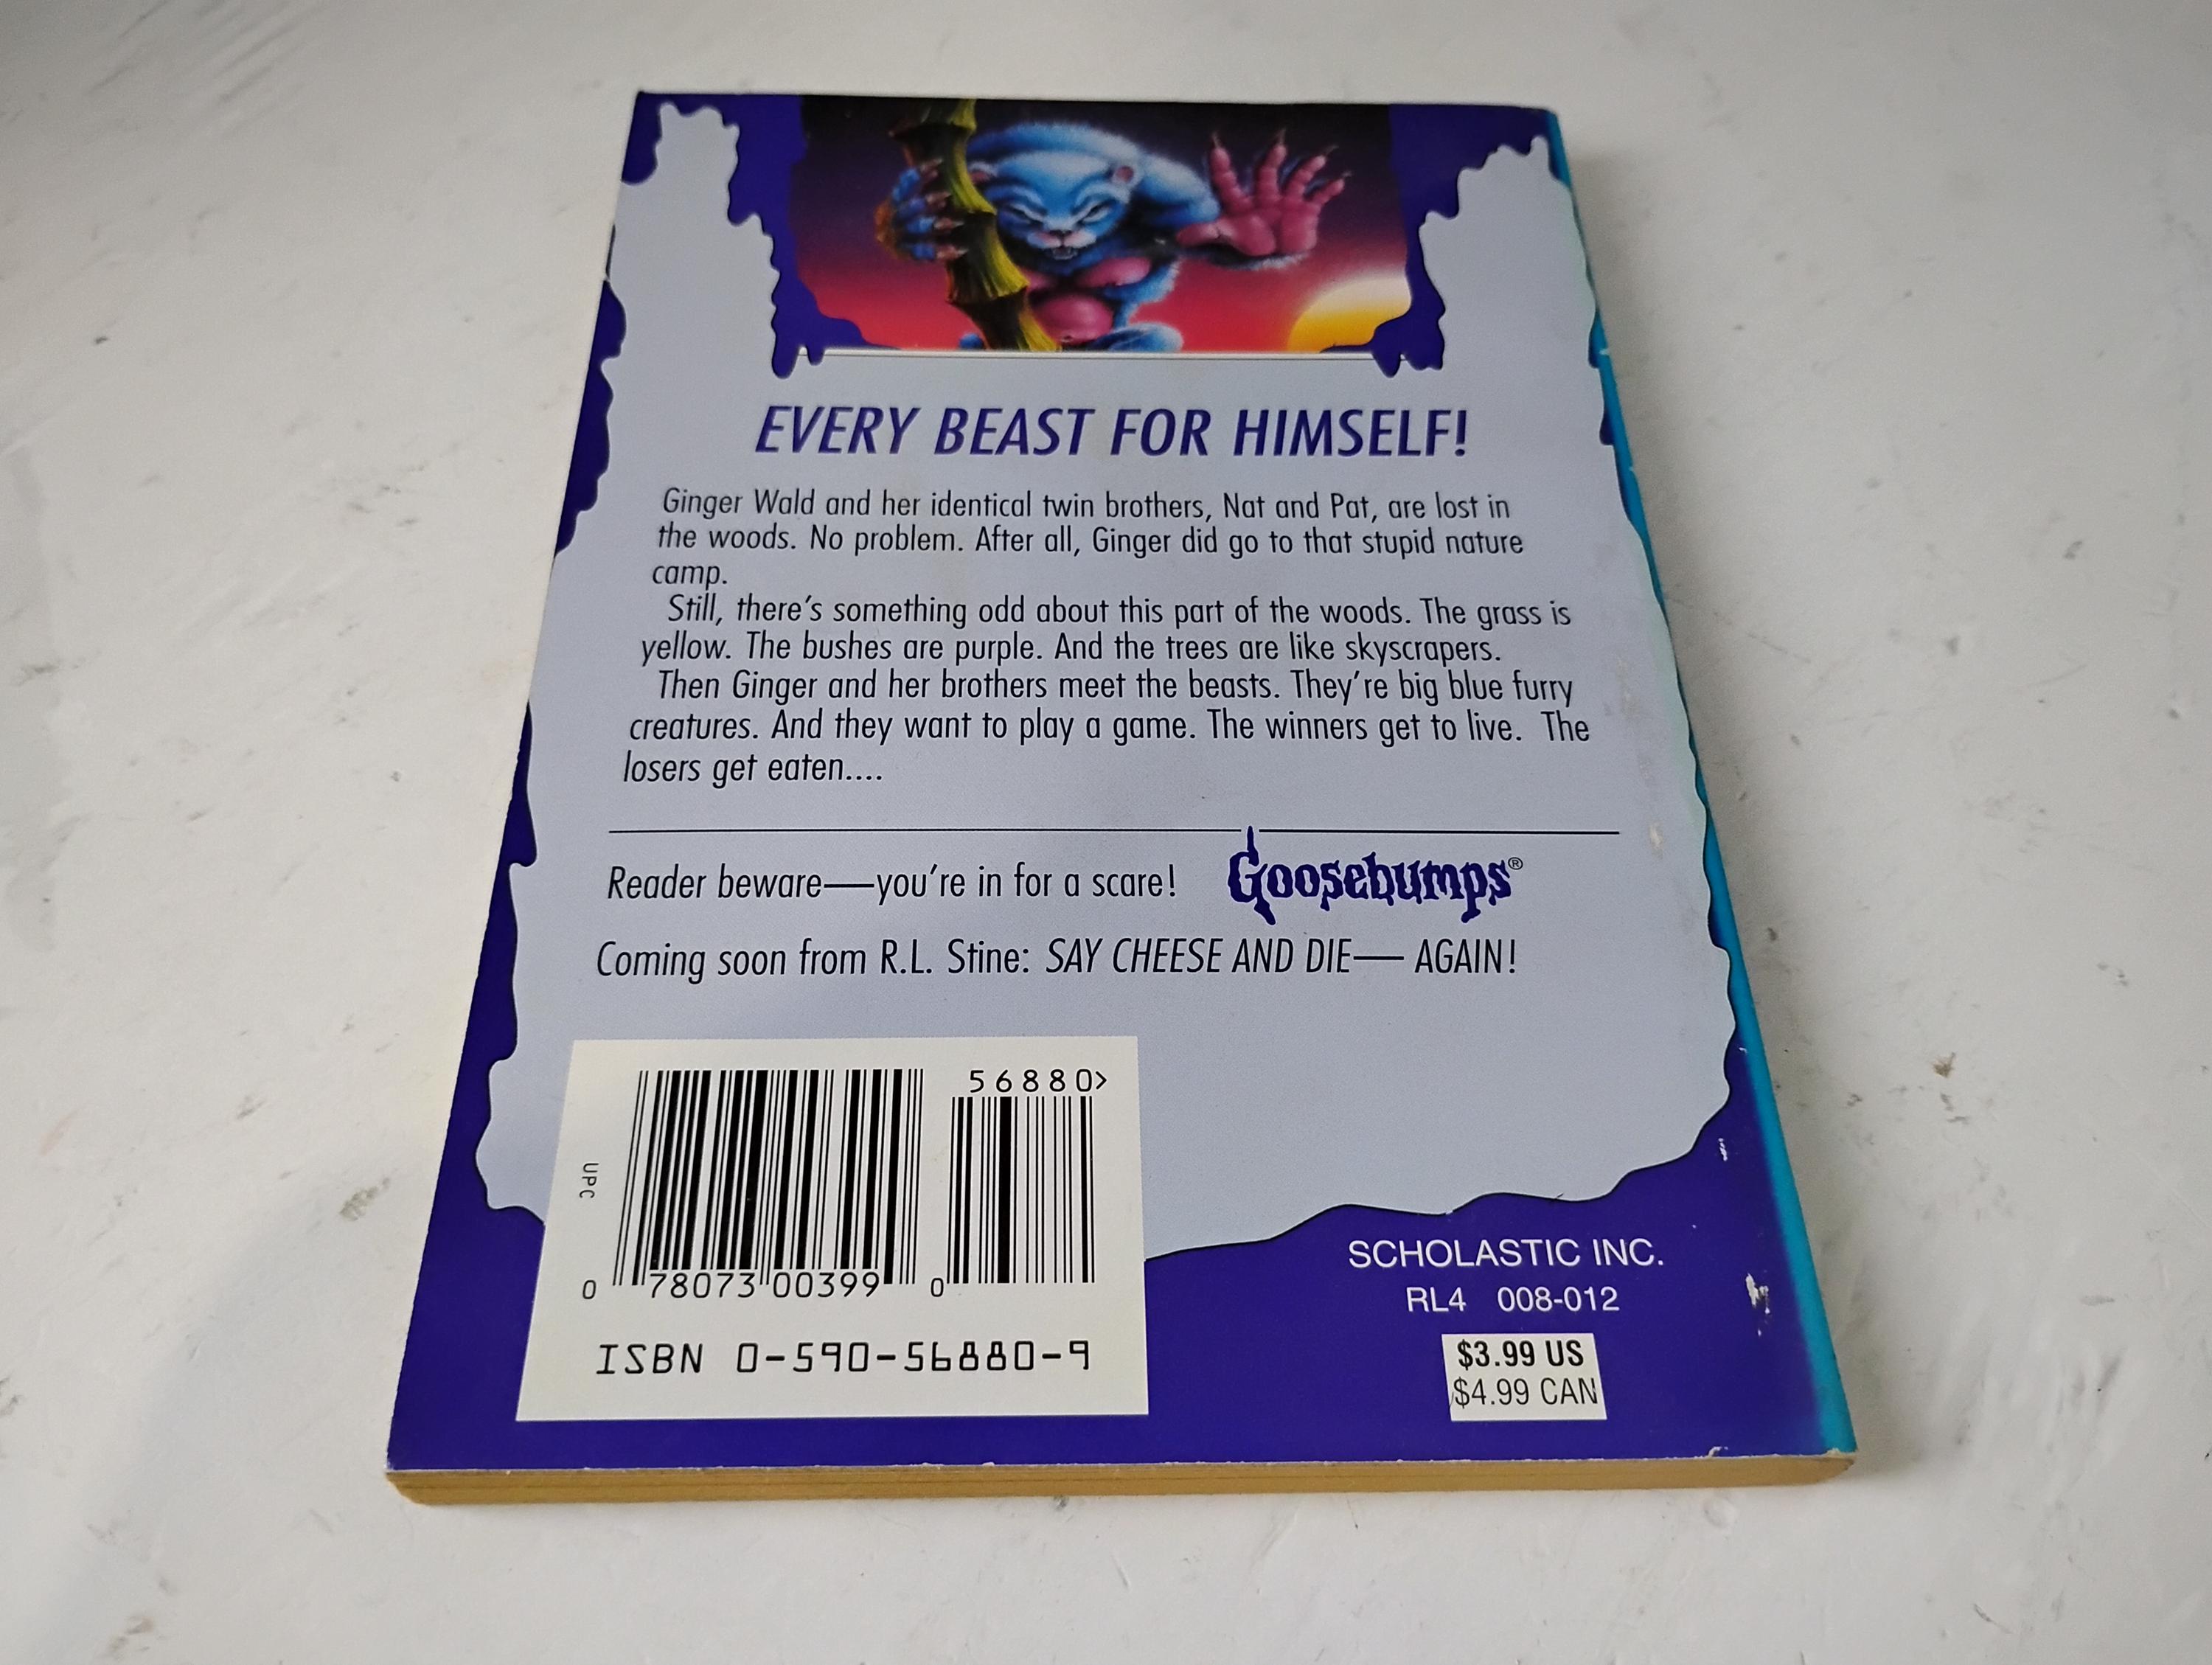 EVERY BEAST FOR HIMSELF!
Ginger Wald and her identical twin brothers, Nat and Pat, are lost in
the woods. No problem. After all, Ginger did go to that stupid nature
camp.
Still, there's something odd about this part of the woods. The grass is
yellow. The bushes are purple. And the trees are like skyscrapers.
Then Ginger and her brothers meet the beasts. They're big blue furry
creatures. And they want to play a game. The winners get to live. The
losers get eaten....
Reader beware—you're in for a scare! Goosebumps®
Coming soon from R.L. Stine: SAY CHEESE AND DIE— AGAIN!
56880>
UPC
0 78073 00399 0
ISBN 0-590-56880-9
SCHOLASTIC INC.
RL4 008-012
$3.99 US
$4.99 CAN